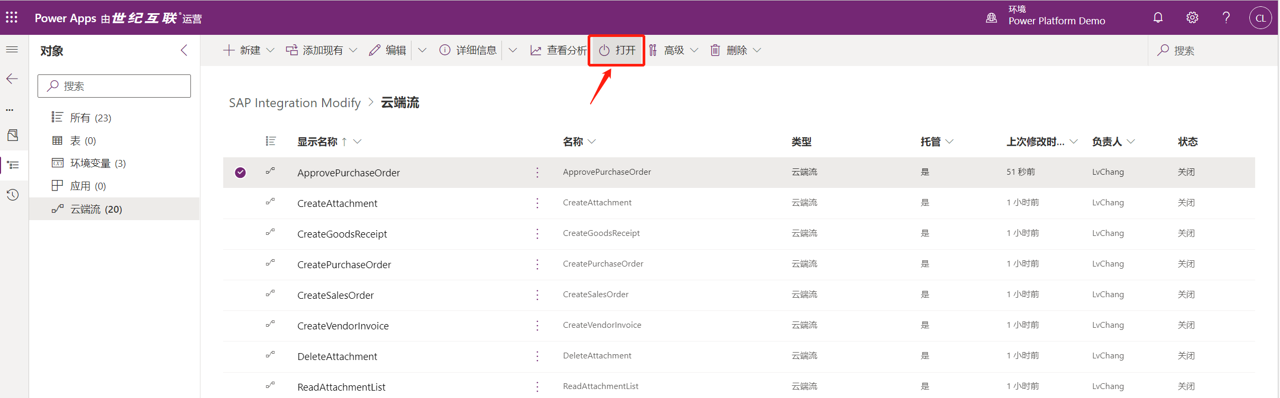 Power Apps 由世纪互联运营
环境
Power Platform Demo
CL
对象
新建 添加现有 编辑 详细信息 查看分析 打开 高级 删除 搜索
搜索
所有 (23)
表 (0)
环境变量 (3)
应用 (0)
云端流 (20)
SAP Integration Modify > 云端流
显示名称 ↑ 名称 类型 托管 上次修改时... 负责人 状态
ApprovePurchaseOrder ApprovePurchaseOrder 云端流 是 51 秒前 LvChang 关闭
CreateAttachment CreateAttachment 云端流 是 1 小时前 LvChang 关闭
CreateGoodsReceipt CreateGoodsReceipt 云端流 是 1 小时前 LvChang 关闭
CreatePurchaseOrder CreatePurchaseOrder 云端流 是 1 小时前 LvChang 关闭
CreateSalesOrder CreateSalesOrder 云端流 是 1 小时前 LvChang 关闭
CreateVendorInvoice CreateVendorInvoice 云端流 是 1 小时前 LvChang 关闭
DeleteAttachment DeleteAttachment 云端流 是 1 小时前 LvChang 关闭
ReadAttachmentList ReadAttachmentList 云端流 是 1 小时前 LvChang 关闭